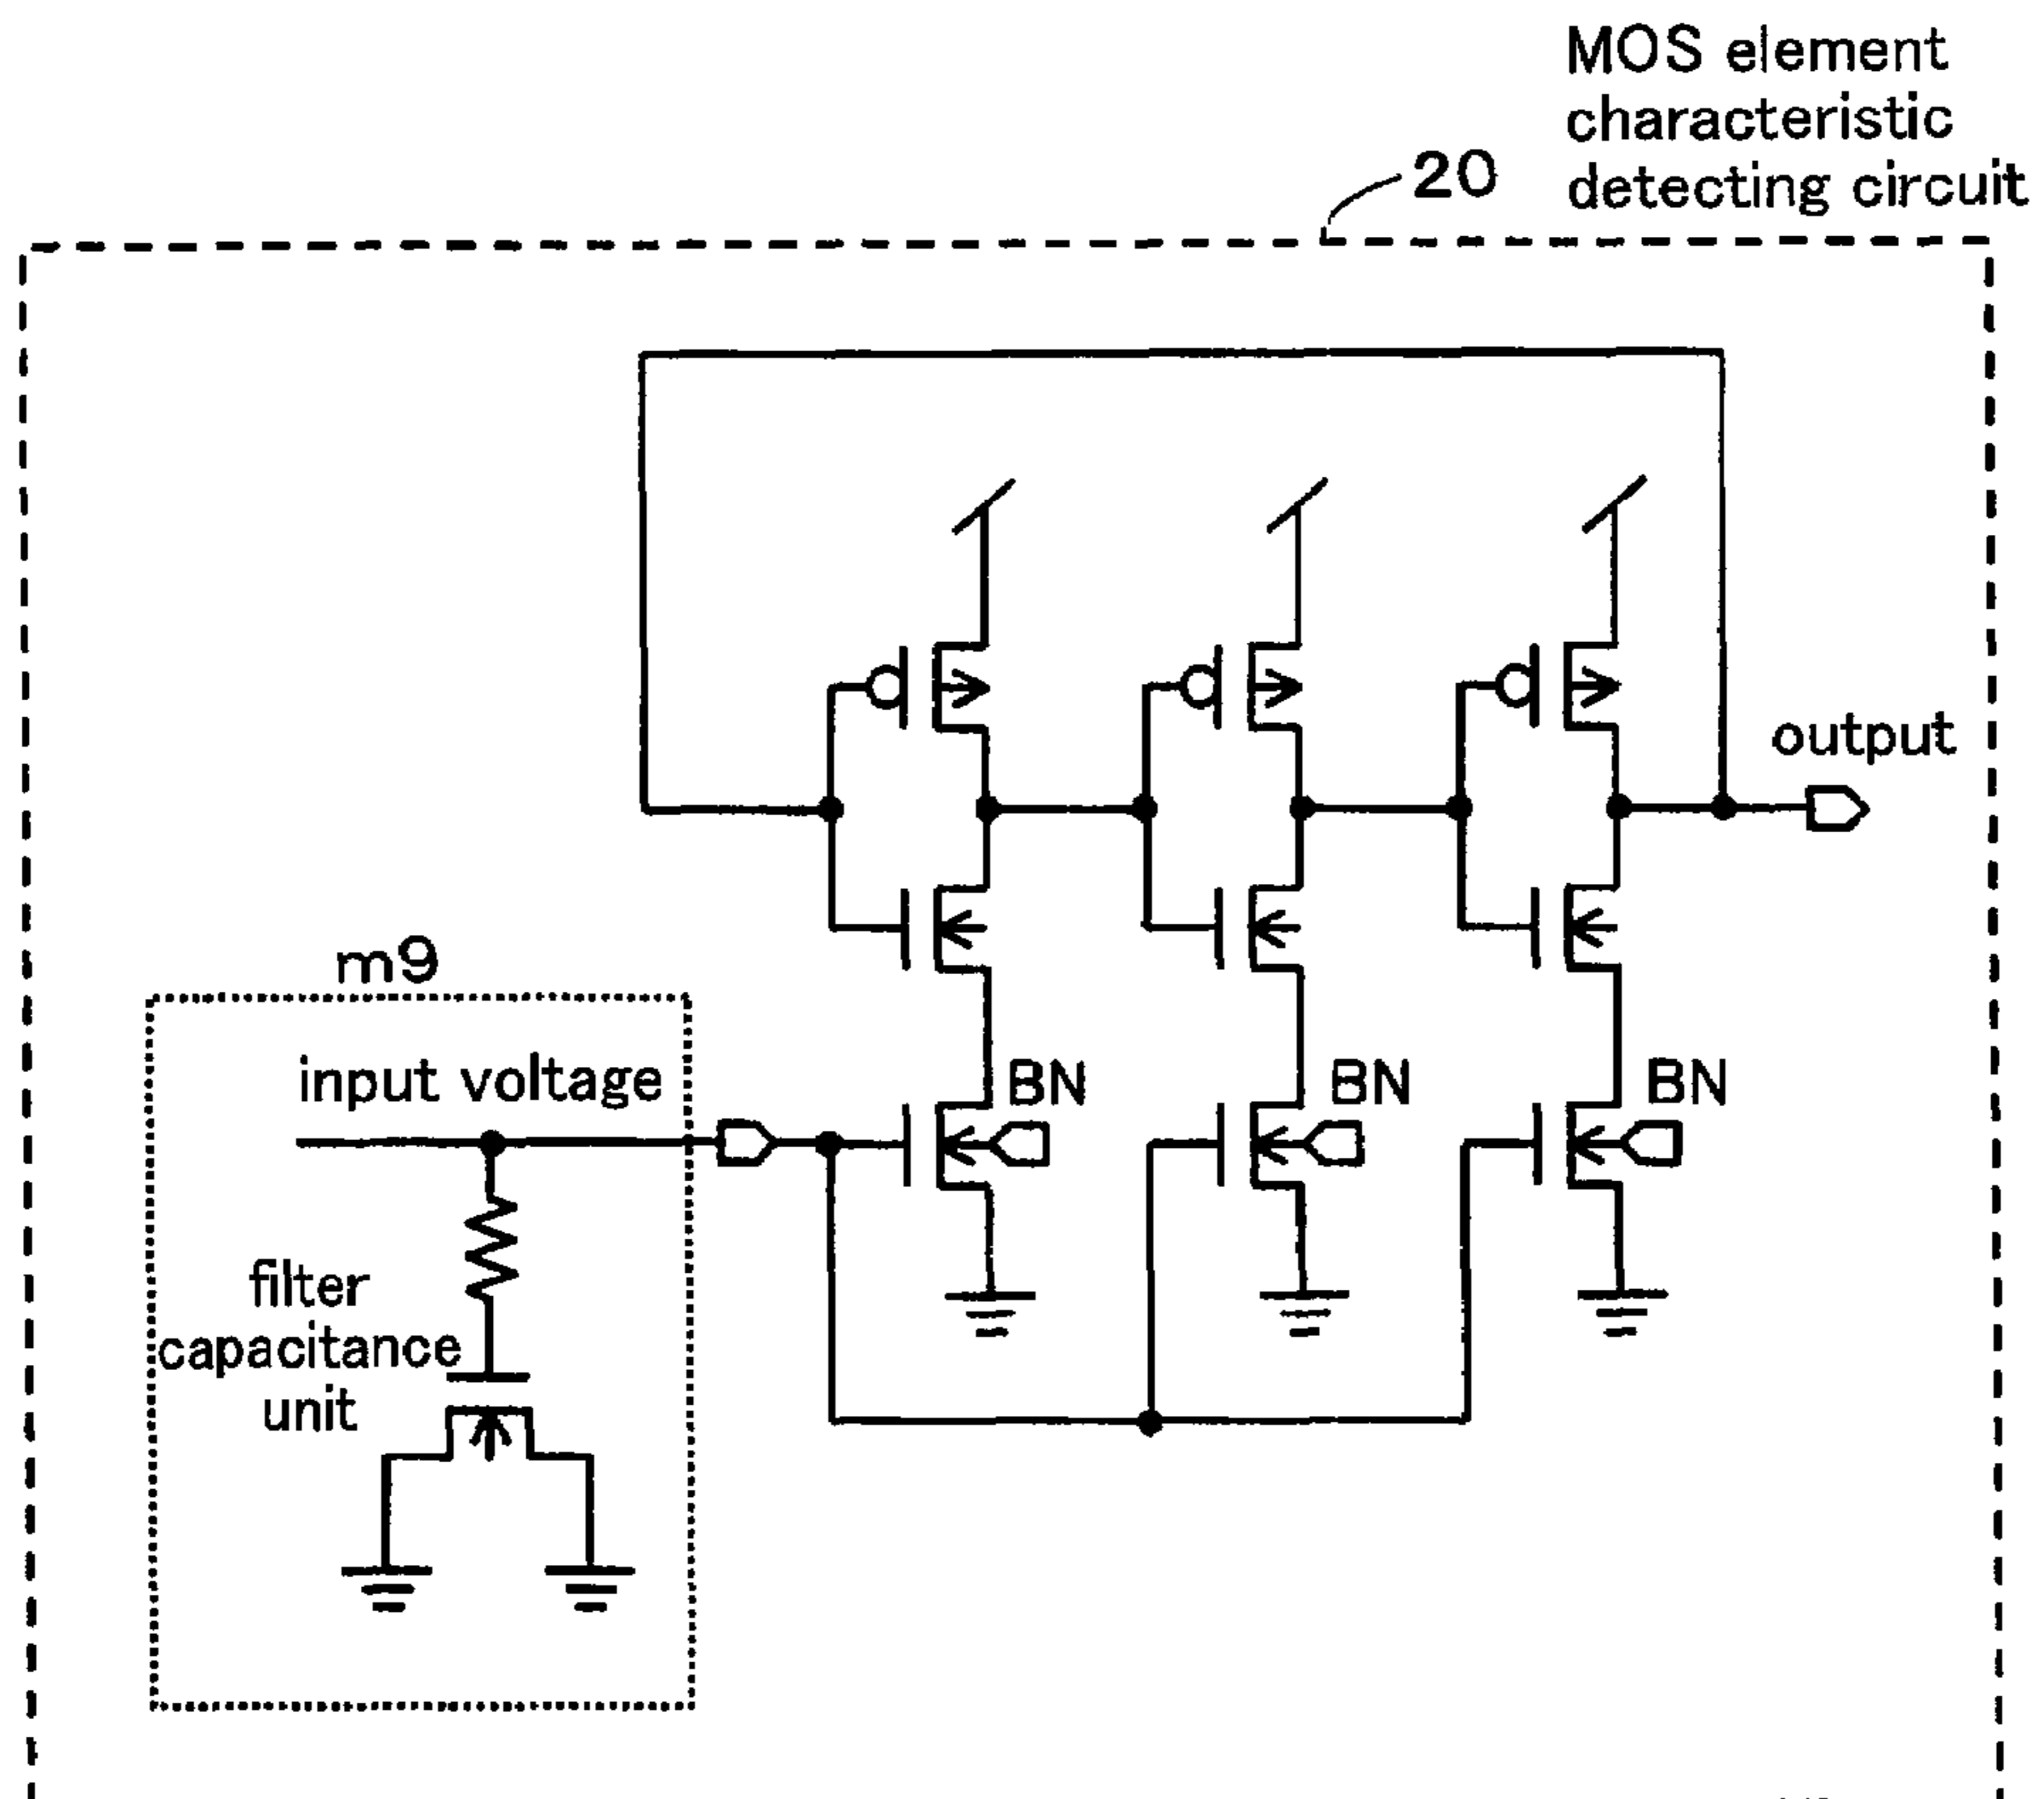 MOS element
characteristic
detecting circuit
20
output
m9
input voltage
BN
BN
BN
filter
capacitance
unit